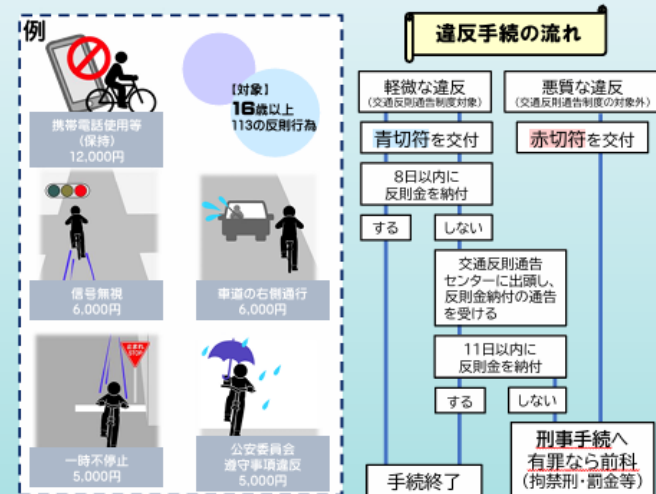 例
【対象】
16歳以上
113の反則行為
携帯電話使用等
(保持)
12,000円
信号無視
6,000円
車道の右側通行
6,000円
止まれ
STOP
一時不停止
5,000円
公安委員会
遵守事項違反
5,000円
違反手続の流れ
軽微な違反
(交通反則通告制度対象)
悪質な違反
(交通反則通告制度の対象外)
青切符を交付
赤切符を交付
8日以内に
反則金を納付
する
しない
交通反則通告
センターに出頭し、
反則金納付の通告
を受ける
11日以内に
反則金を納付
する
しない
手続終了
刑事手続へ
有罪なら前科
(拘禁刑・罰金等)